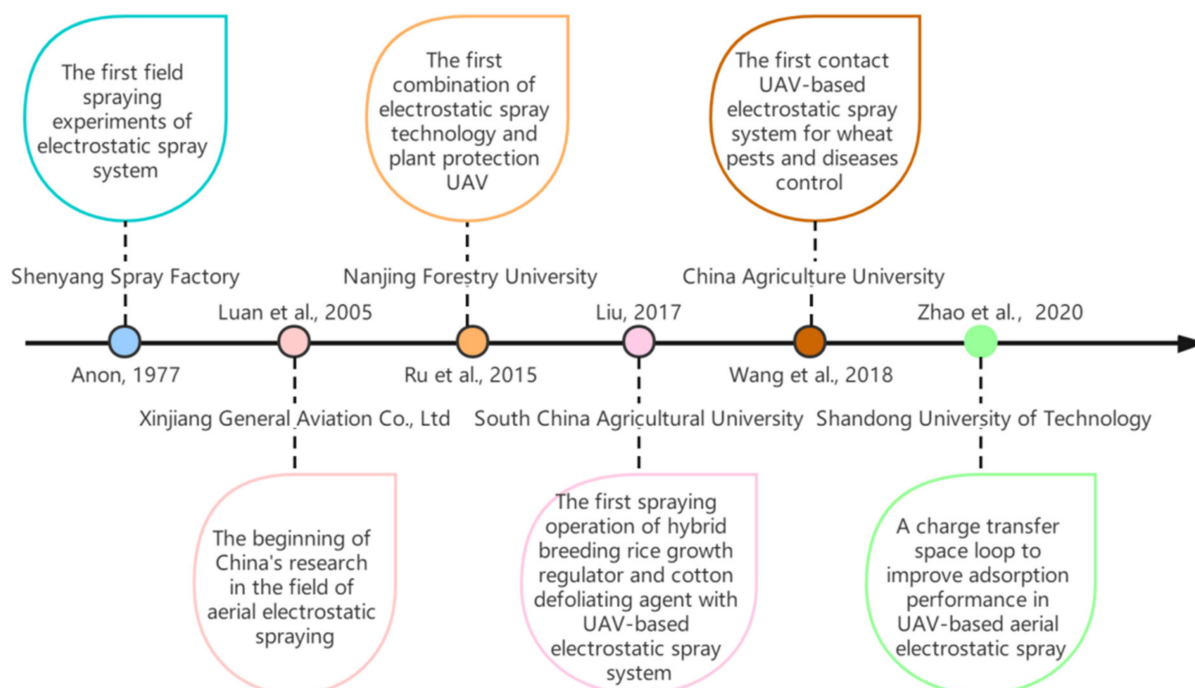 The first field
spraying
experiments of
electrostatic spray
system
The first
combination of
electrostatic spray
technology and
plant protection
UAV
The first contact
UAV-based
electrostatic spray
system for wheat
pests and diseases
control
Shenyang Spray Factory
Nanjing Forestry University
China Agriculture University
Luan et al., 2005
Liu, 2017
Zhao et al., 2020
Anon, 1977
Ru et al., 2015
Wang et al., 2018
Xinjiang General Aviation Co., Ltd
South China Agricultural University
Shandong University of Technology
The beginning of
China's research
in the field of
aerial electrostatic
spraying
The first spraying
operation of hybrid
breeding rice growth
regulator and cotton
defoliating agent with
UAV-based
electrostatic spray
system
A charge transfer
space loop to
improve adsorption
performance in
UAV-based aerial
electrostatic spray